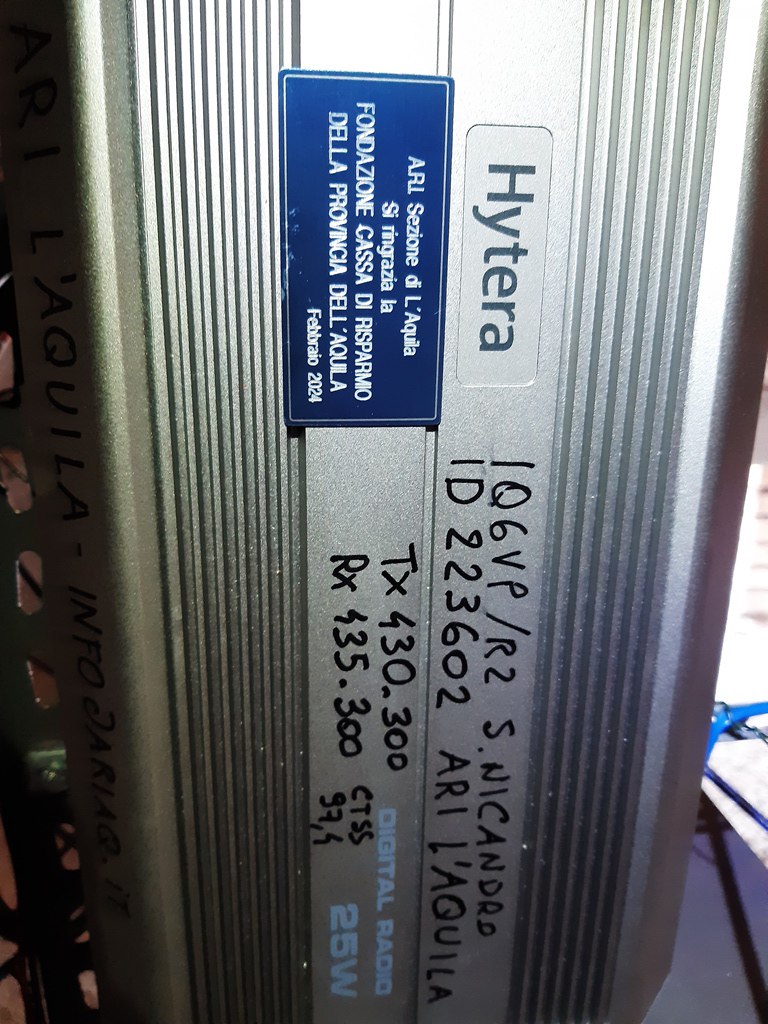 Hytera
A.R.I. Sezione di L'Aquila
Si ringrazia la
FONDAZIONE CASSA DI RISPARMIO
DELLA PROVINCIA DELL'AQUILA
Febbraio 2024
IQ6VP/R2 S. NICANDRO
ID 223602 ARI L'AQUILA
Tx 430.300
Rx 435.300
CTSS
97,4
DIGITAL RADIO
25W
ARI L'AQUILA - INFO@ARIAQ.IT